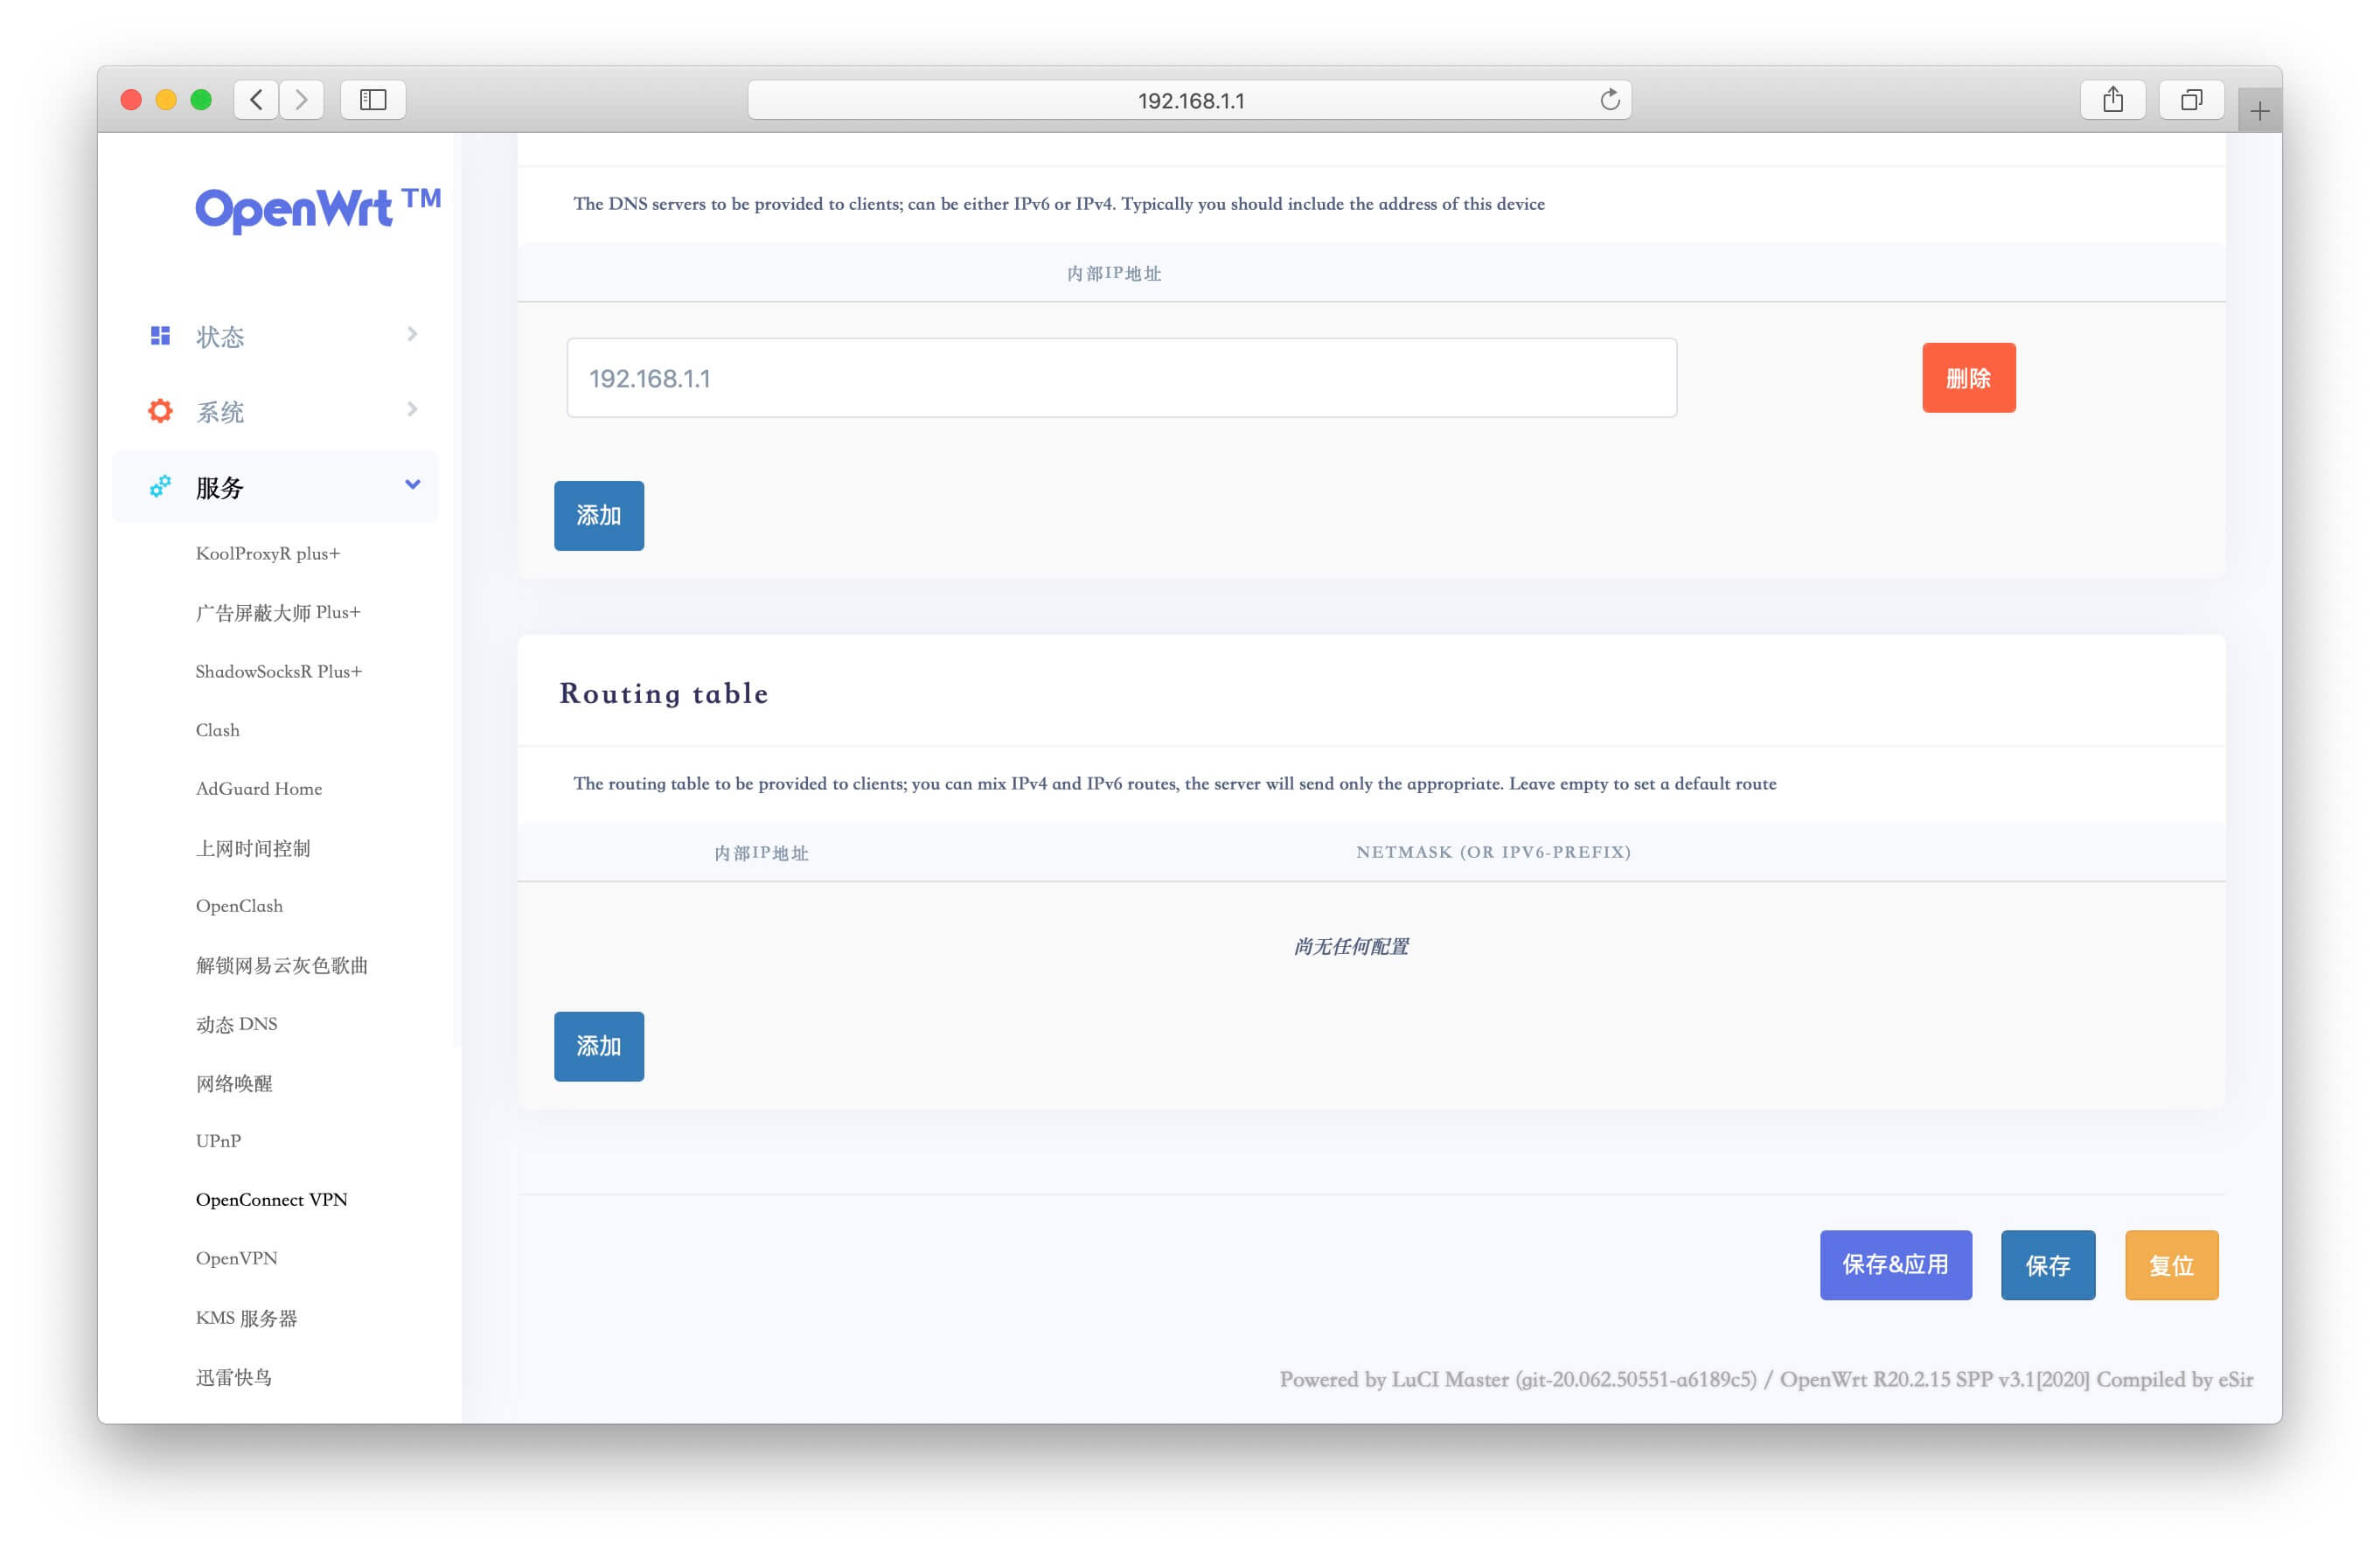 192.168.1.1
OpenWrt™
状态
系统
服务
KoolProxyR plus+
广告屏蔽大师 Plus+
ShadowSocksR Plus+
Clash
AdGuard Home
上网时间控制
OpenClash
解锁网易云灰色歌曲
动态 DNS
网络唤醒
UPnP
OpenConnect VPN
OpenVPN
KMS 服务器
迅雷快鸟
The DNS servers to be provided to clients; can be either IPv6 or IPv4. Typically you should include the address of this device
内部IP地址
192.168.1.1
删除
添加
Routing table
The routing table to be provided to clients; you can mix IPv4 and IPv6 routes, the server will send only the appropriate. Leave empty to set a default route
内部IP地址 NETMASK (OR IPV6-PREFIX)
尚无任何配置
添加
保存&应用 保存 复位
Powered by LuCI Master (git-20.062.50551-a6189c5) / OpenWrt R20.2.15 SPP v3.1[2020] Compiled by eSir